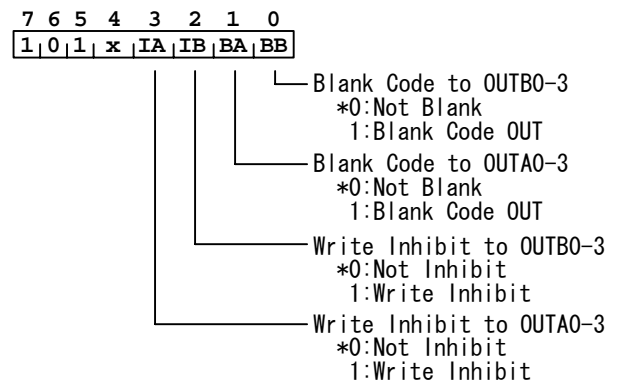 7 6 5 4 3 2 1 0
1 0 1 x IA IB BA BB
Blank Code to OUTB0-3
*0:Not Blank
1:Blank Code OUT
Blank Code to OUTA0-3
*0:Not Blank
1:Blank Code OUT
Write Inhibit to OUTB0-3
*0:Not Inhibit
1:Write Inhibit
Write Inhibit to OUTA0-3
*0:Not Inhibit
1:Write Inhibit